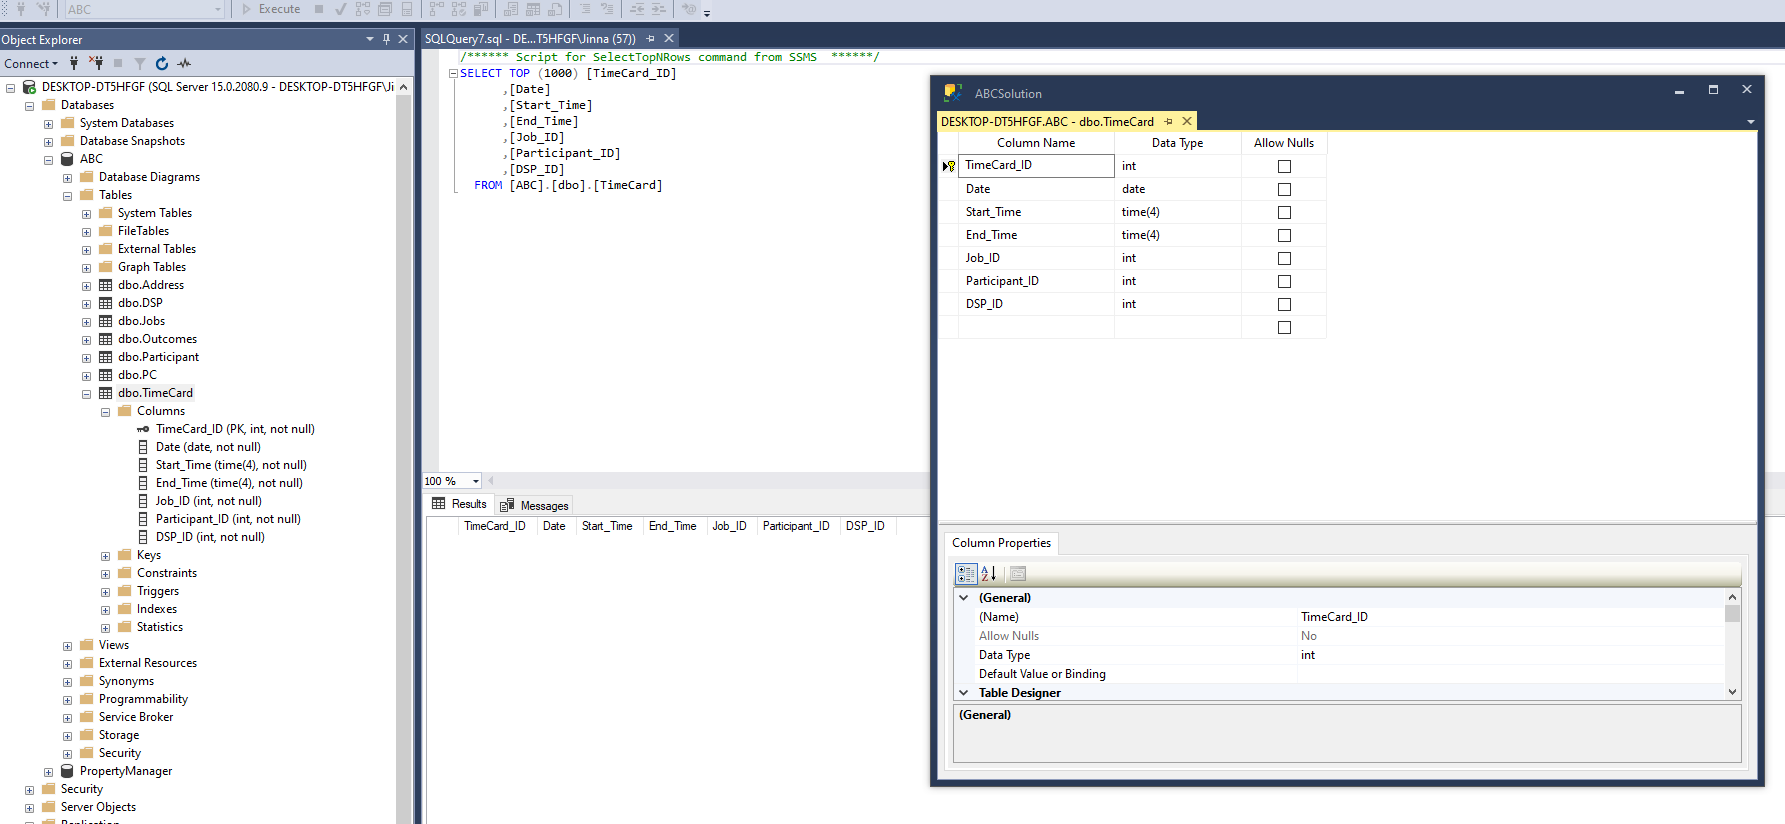 ABC
Execute
Object Explorer
Connect
DESKTOP-DT5HFGF (SQL Server 15.0.2080.9 - DESKTOP-DT5HFGF\Ji
Databases
System Databases
Database Snapshots
ABC
Database Diagrams
Tables
System Tables
FileTables
External Tables
Graph Tables
dbo.Address
dbo.DSP
dbo.Jobs
dbo.Outcomes
dbo.Participant
dbo.PC
dbo.TimeCard
Columns
TimeCard_ID (PK, int, not null)
Date (date, not null)
Start_Time (time(4), not null)
End_Time (time(4), not null)
Job_ID (int, not null)
Participant_ID (int, not null)
DSP_ID (int, not null)
Keys
Constraints
Triggers
Indexes
Statistics
Views
External Resources
Synonyms
Programmability
Service Broker
Storage
Security
PropertyManager
Security
Server Objects
Replication
SQLQuery7.sql - DE...T5HFGF\Jinna (57))
/****** Script for SelectTopNRows command from SSMS  ******/
SELECT TOP (1000) [TimeCard_ID]
,[Date]
,[Start_Time]
,[End_Time]
,[Job_ID]
,[Participant_ID]
,[DSP_ID]
FROM [ABC].[dbo].[TimeCard]
100 %
Results Messages
TimeCard_ID Date Start_Time End_Time Job_ID Participant_ID DSP_ID
ABCSolution
DESKTOP-DT5HFGF.ABC - dbo.TimeCard
Column Name Data Type Allow Nulls
TimeCard_ID int
Date date
Start_Time time(4)
End_Time time(4)
Job_ID int
Participant_ID int
DSP_ID int
Column Properties
(General)
(Name) TimeCard_ID
Allow Nulls No
Data Type int
Default Value or Binding
Table Designer
(General)